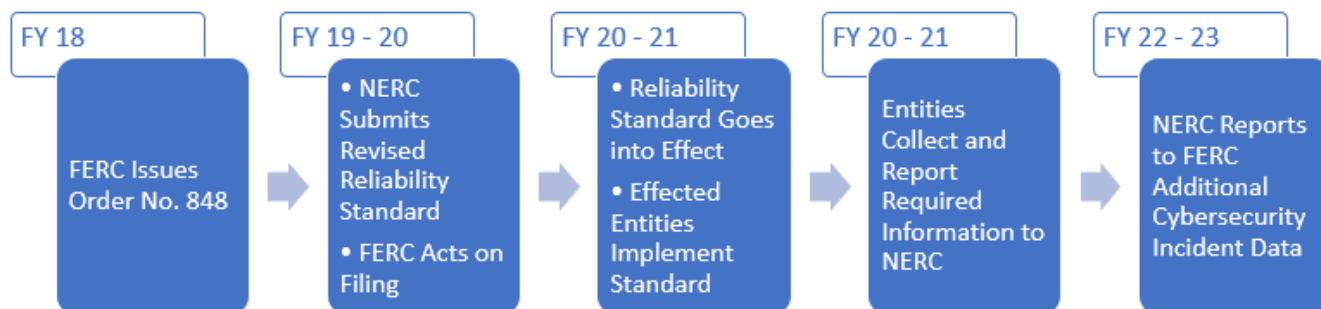 FY 18
FERC Issues
Order No. 848
FY 19 - 20
• NERC
Submits
Revised
Reliability
Standard
• FERC Acts on
Filing
FY 20 - 21
• Reliability
Standard Goes
into Effect
• Effected
Entities
Implement
Standard
FY 20 - 21
Entities
Collect and
Report
Required
Information to
NERC
FY 22 - 23
NERC Reports
to FERC
Additional
Cybersecurity
Incident Data